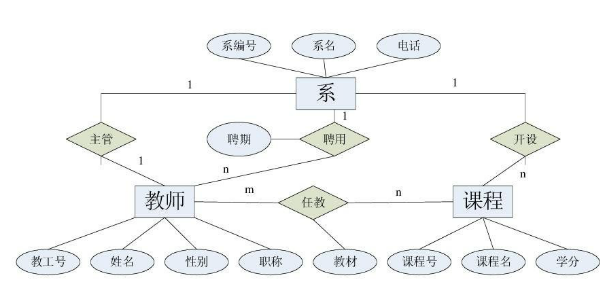 系编号 系名 电话
1 系 1
主管 聘期 1 聘用 开设
1 n n
教师 m 任教 n 课程
教工号 姓名 性别 职称 教材 课程号 课程名 学分